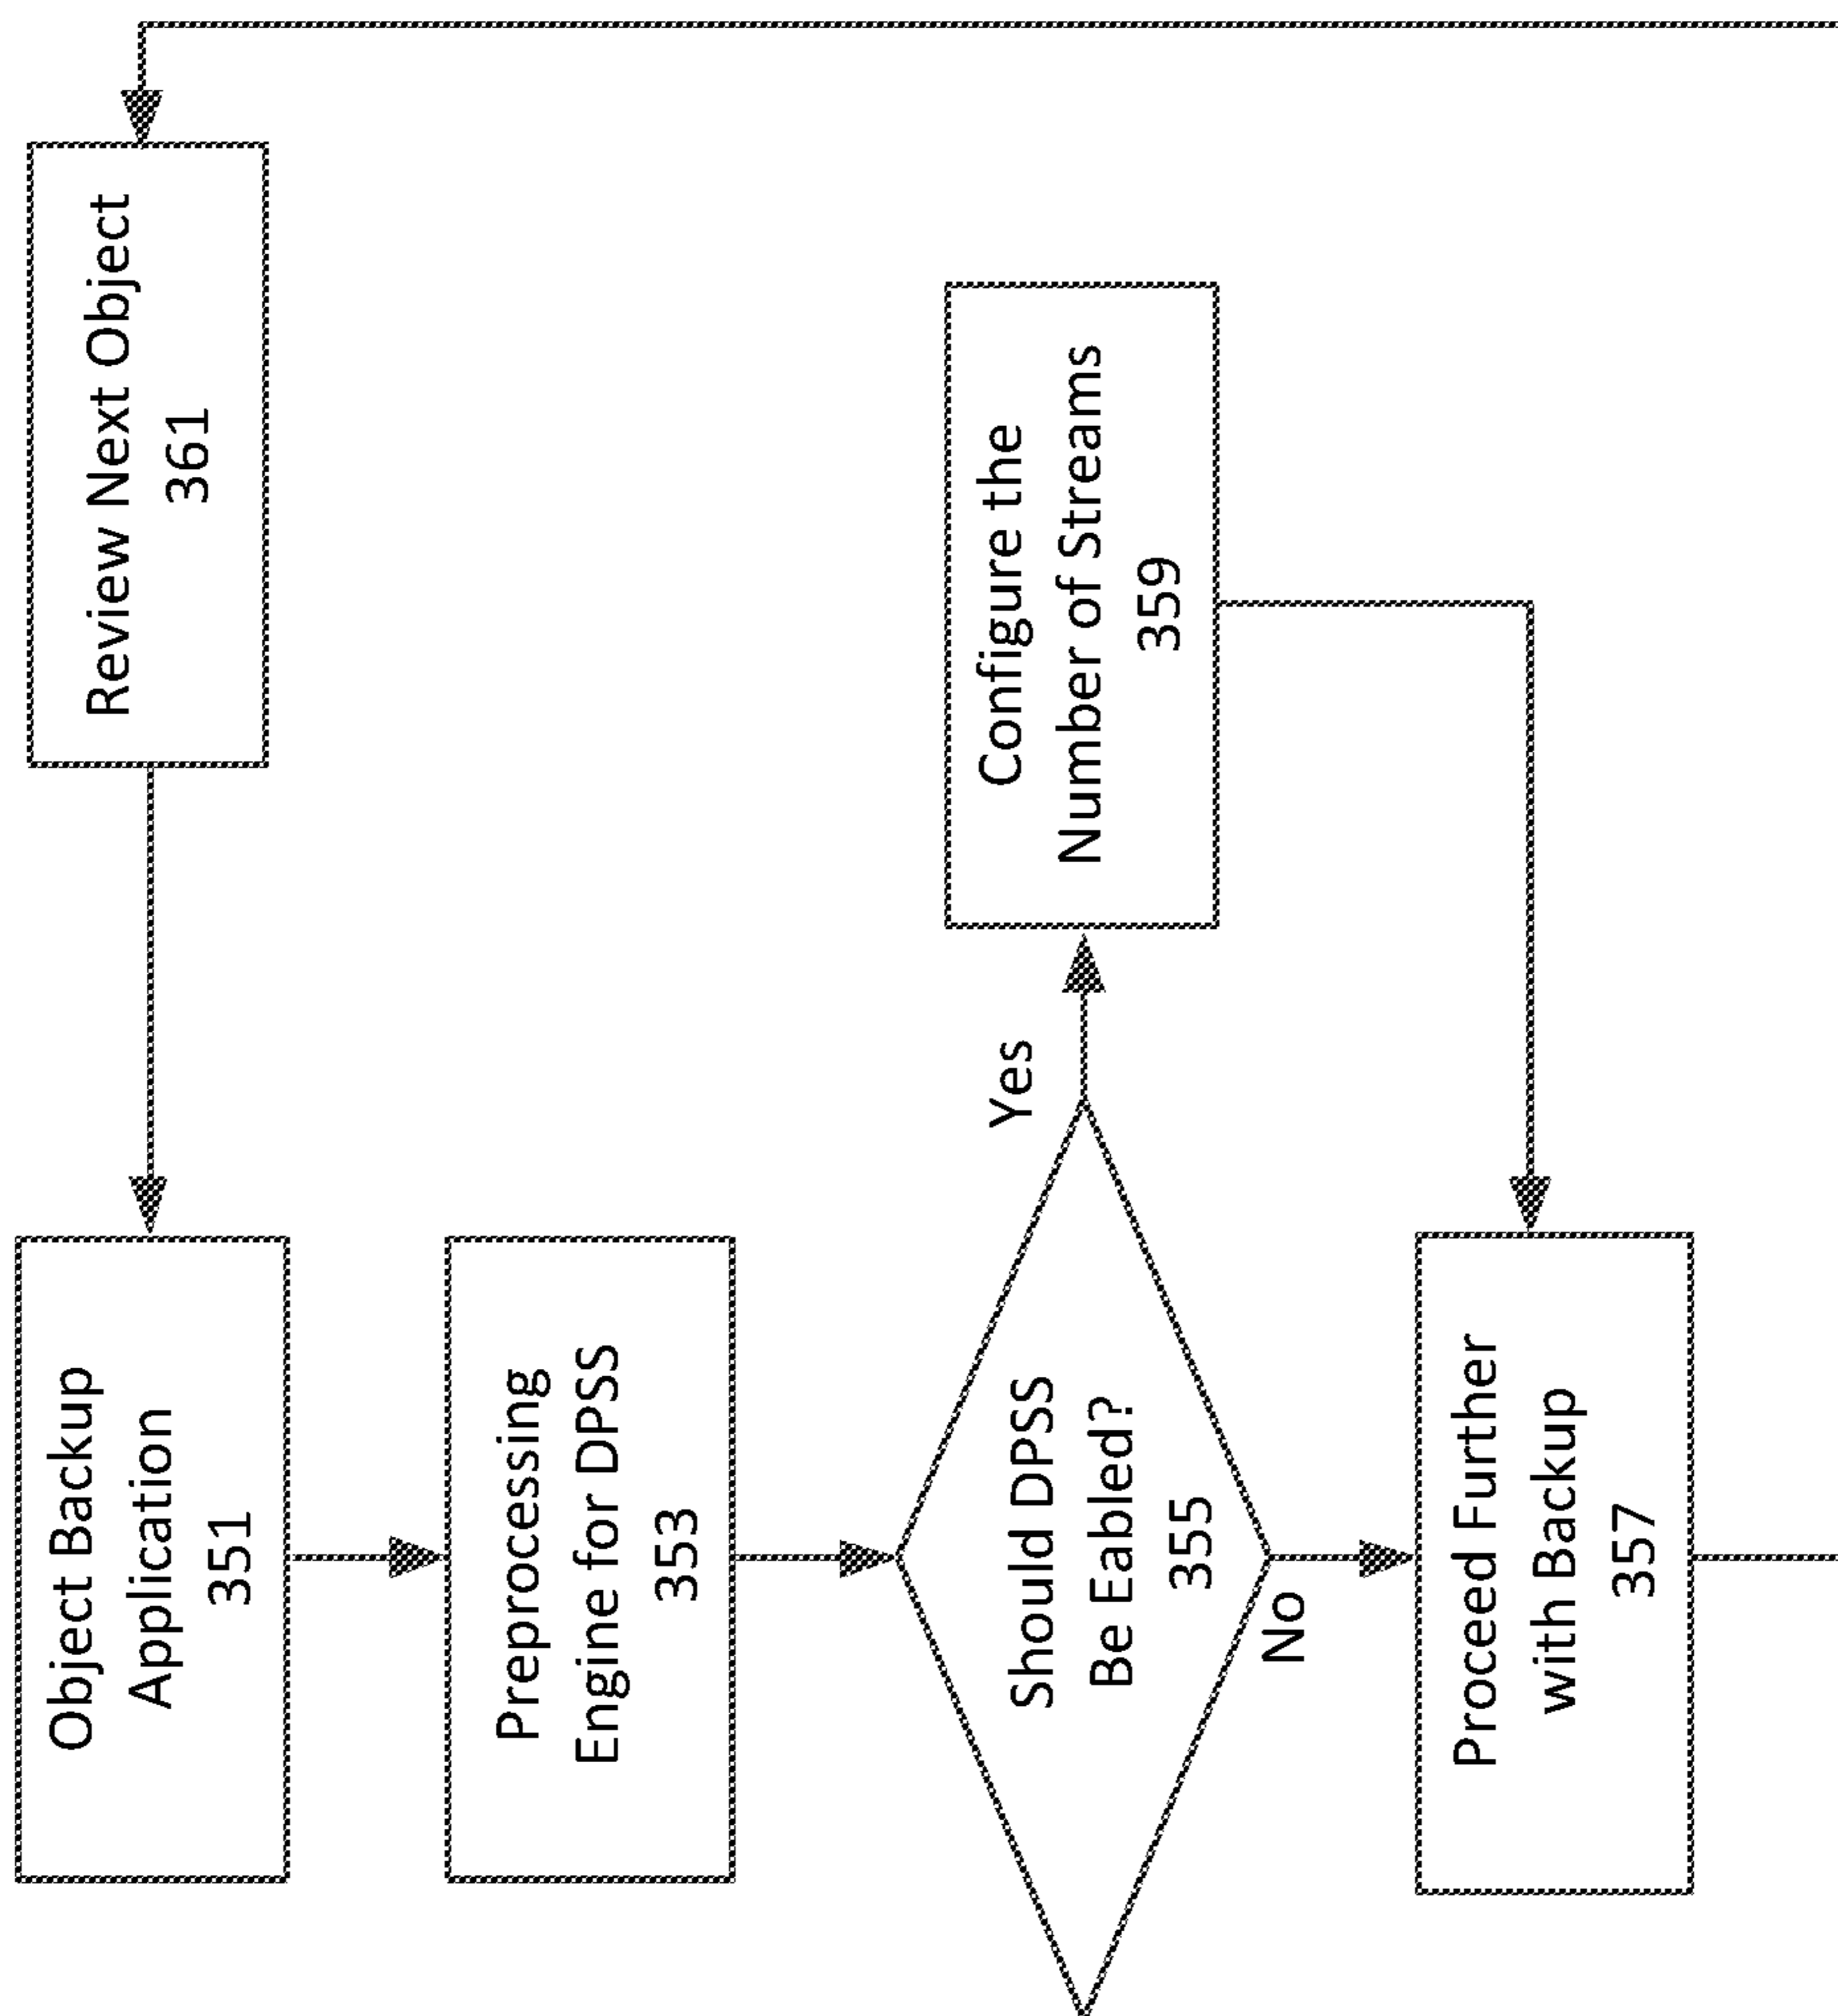 Object Backup
Application
351
Preprocessing
Engine for DPSS
353
Should DPSS
Be Eabled?
355
Yes
No
Configure the
Number of Streams
359
Proceed Further
with Backup
357
Review Next Object
361